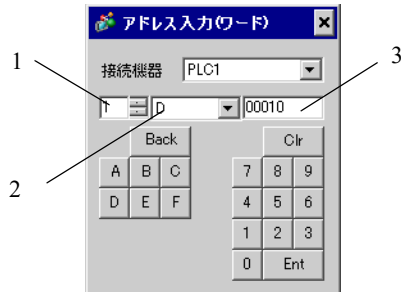 アドレス入力(ワード)
1
3
接続機器 PLC1
1 D 00010
Back Clr
2
A B C 7 8 9
D E F 4 5 6
1 2 3
0 Ent